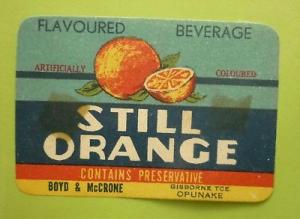 FLAVOURED BEVERAGE
ARTIFICIALLY COLOURED
STILL
ORANGE
CONTAINS PRESERVATIVE
BOYD & McCRONE GISBORNE TCE.
OPUNAKE